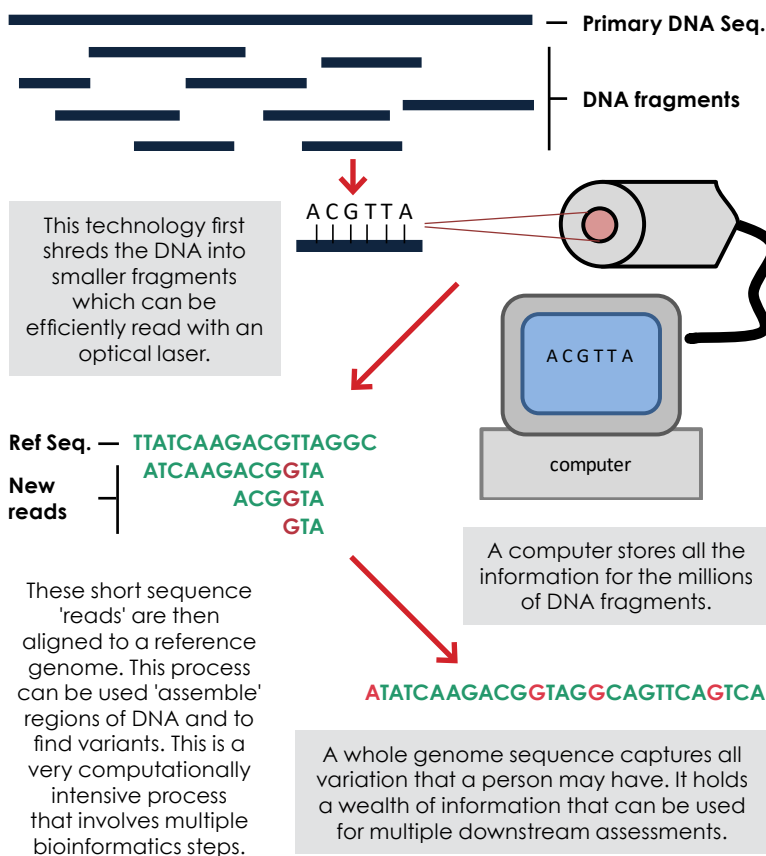 Primary DNA Seq.
DNA fragments
A C G T T A
This technology first
shreds the DNA into
smaller fragments
which can be
efficiently read with an
optical laser.
A C G T T A
computer
Ref Seq.
TTATCAAGACGTTAGGC
New
reads
ATCAAGACGGTA
ACGGTA
GTA
A computer stores all the
information for the millions
of DNA fragments.
These short sequence
'reads' are then
aligned to a reference
genome. This process
can be used 'assemble'
regions of DNA and to
find variants. This is a
very computationally
intensive process
that involves multiple
bioinformatics steps.
ATATCAAGACGGTAGGCAGTTCAGTCA
A whole genome sequence captures all
variation that a person may have. It holds
a wealth of information that can be used
for multiple downstream assessments.